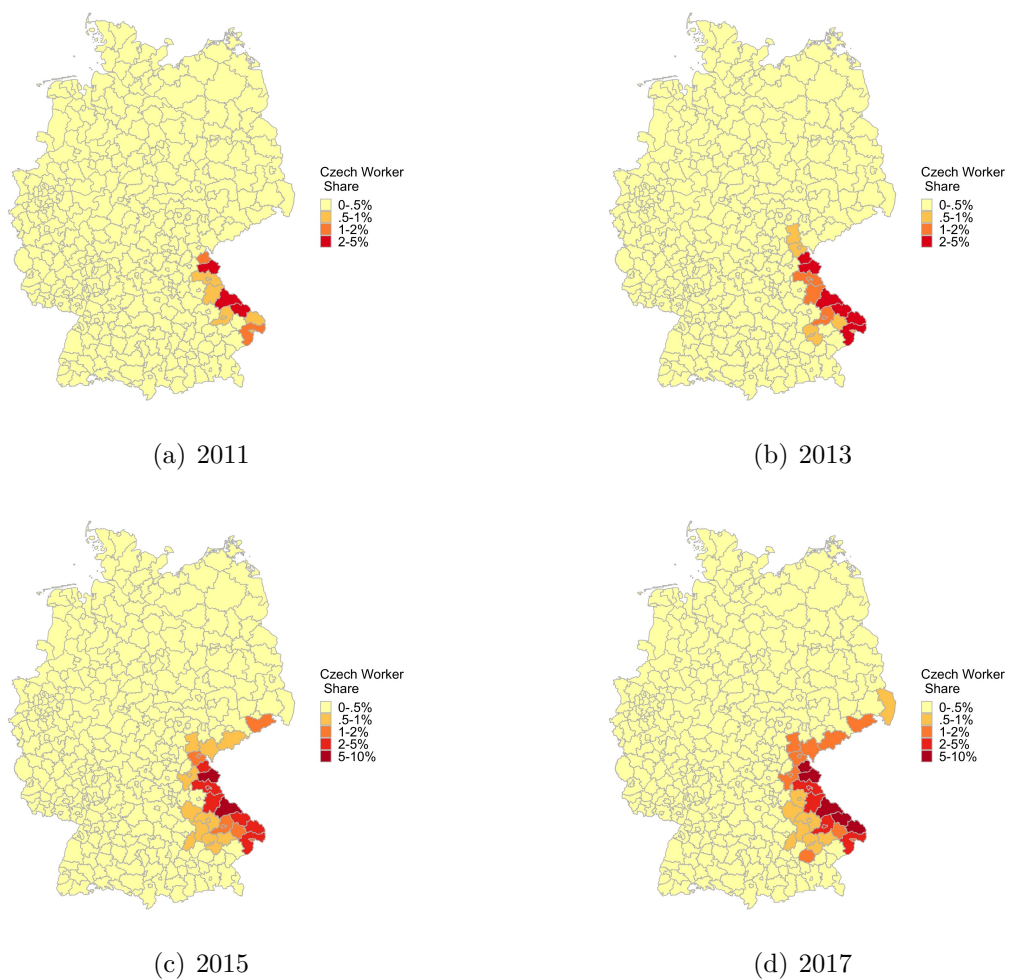 Czech Worker
Share
0-.5%
.5-1%
1-2%
2-5%
(a) 2011
Czech Worker
Share
0-.5%
.5-1%
1-2%
2-5%
(b) 2013
Czech Worker
Share
0-.5%
.5-1%
1-2%
2-5%
5-10%
(c) 2015
Czech Worker
Share
0-.5%
.5-1%
1-2%
2-5%
5-10%
(d) 2017